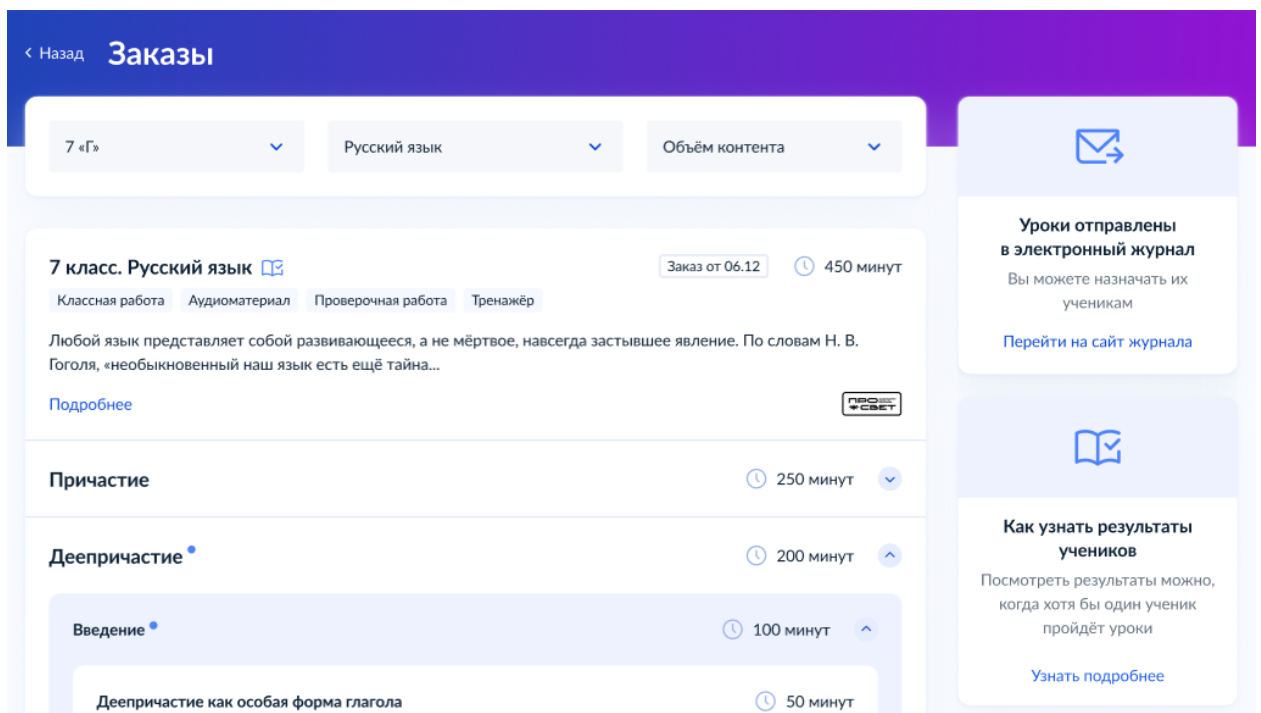 Назад Заказы
7 «Г» Русский язык Объём контента
7 класс. Русский язык Заказ от 06.12 450 минут
Классная работа Аудиоматериал Проверочная работа Тренажёр
Любой язык представляет собой развивающееся, а не мёртвое, навсегда застывшее явление. По словам Н. В.
Гоголя, «необыкновенный наш язык есть ещё тайна...
Подробнее
ПРО
СВЕТ
Причастие 250 минут
Деепричастие 200 минут
Введение 100 минут
Деепричастие как особая форма глагола 50 минут
Уроки отправлены
в электронный журнал
Вы можете назначать их
ученикам
Перейти на сайт журнала
Как узнать результаты
учеников
Посмотреть результаты можно,
когда хотя бы один ученик
пройдёт уроки
Узнать подробнее